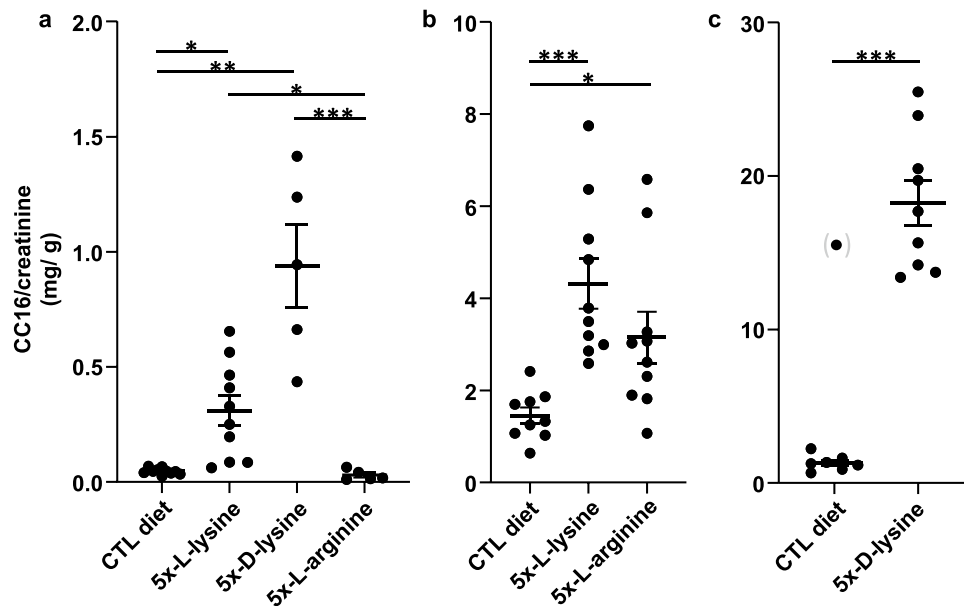 a
b
c
2.0
1.5
1.0
0.5
0.0
CC16/creatinine
(mg/ g)
*
**
*
***
CTL diet
5x-L-lysine
5x-D-lysine
5x-L-arginine
10
8
6
4
2
0
***
*
CTL diet
5x-L-lysine
5x-L-arginine
30
20
10
0
***
( )
CTL diet
5x-D-lysine